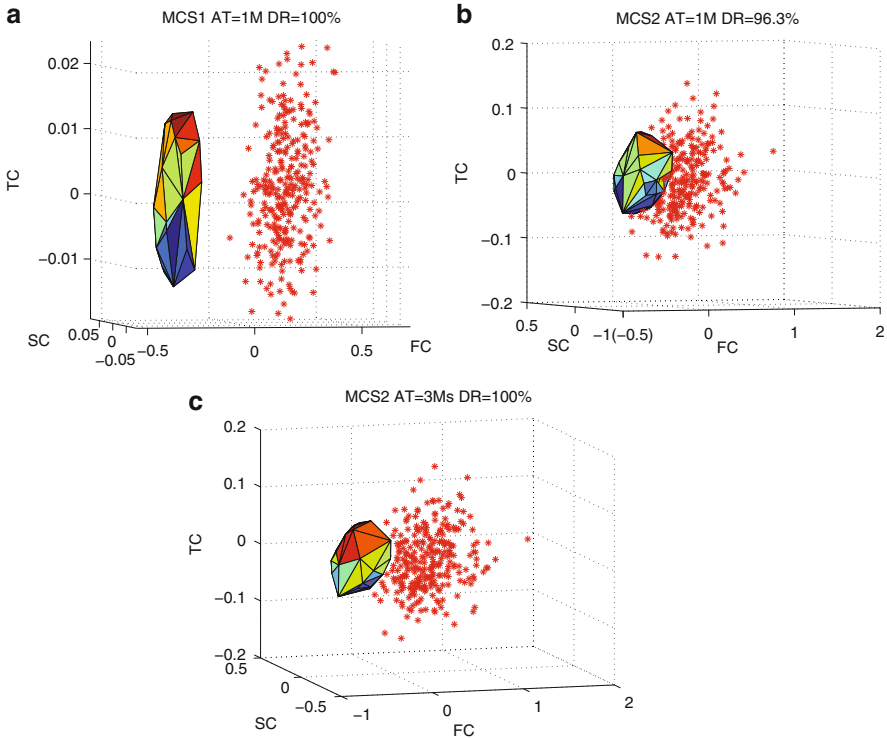 a
MCS1 AT=1M DR=100%
0.02
0.01
0
−0.01
TC
0.05
0
−0.05
SC
−0.5
0
0.5
FC
b
MCS2 AT=1M DR=96.3%
0.2
0.1
0
−0.1
−0.2
TC
0.5
0
−1(−0.5)
SC
0
1
2
FC
c
MCS2 AT=3Ms DR=100%
0.2
0.1
0
−0.1
−0.2
TC
0.5
0
−0.5
SC
−1
0
1
2
FC